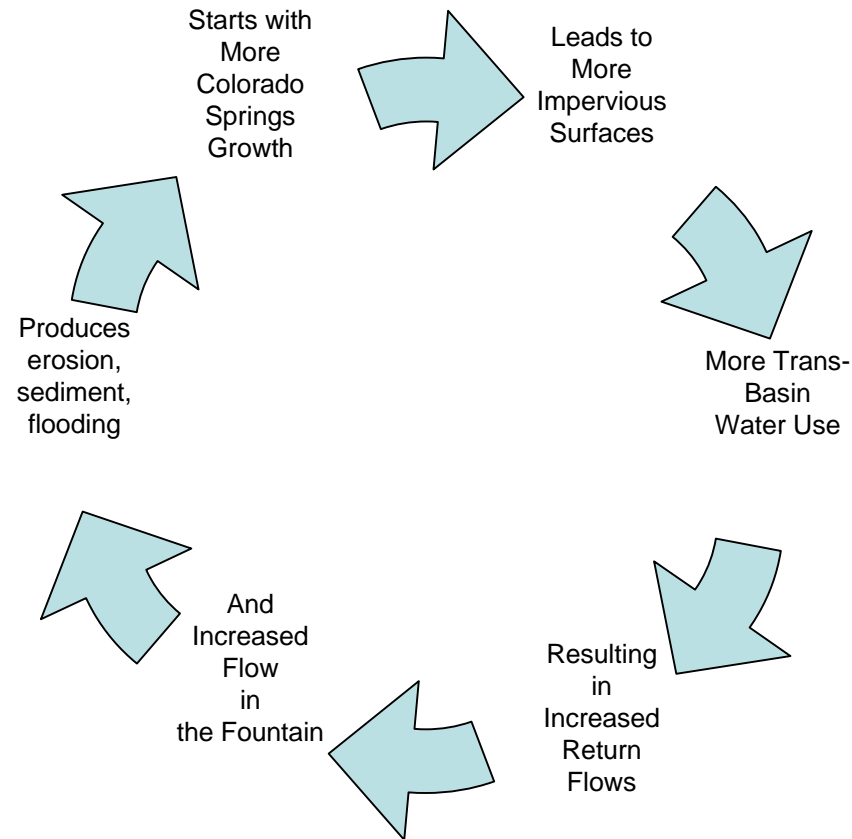 Starts with
More
Colorado
Springs
Growth
Leads to
More
Impervious
Surfaces
More Trans-
Basin
Water Use
Resulting
in
Increased
Return
Flows
And
Increased
Flow
in
the Fountain
Produces
erosion,
sediment,
flooding